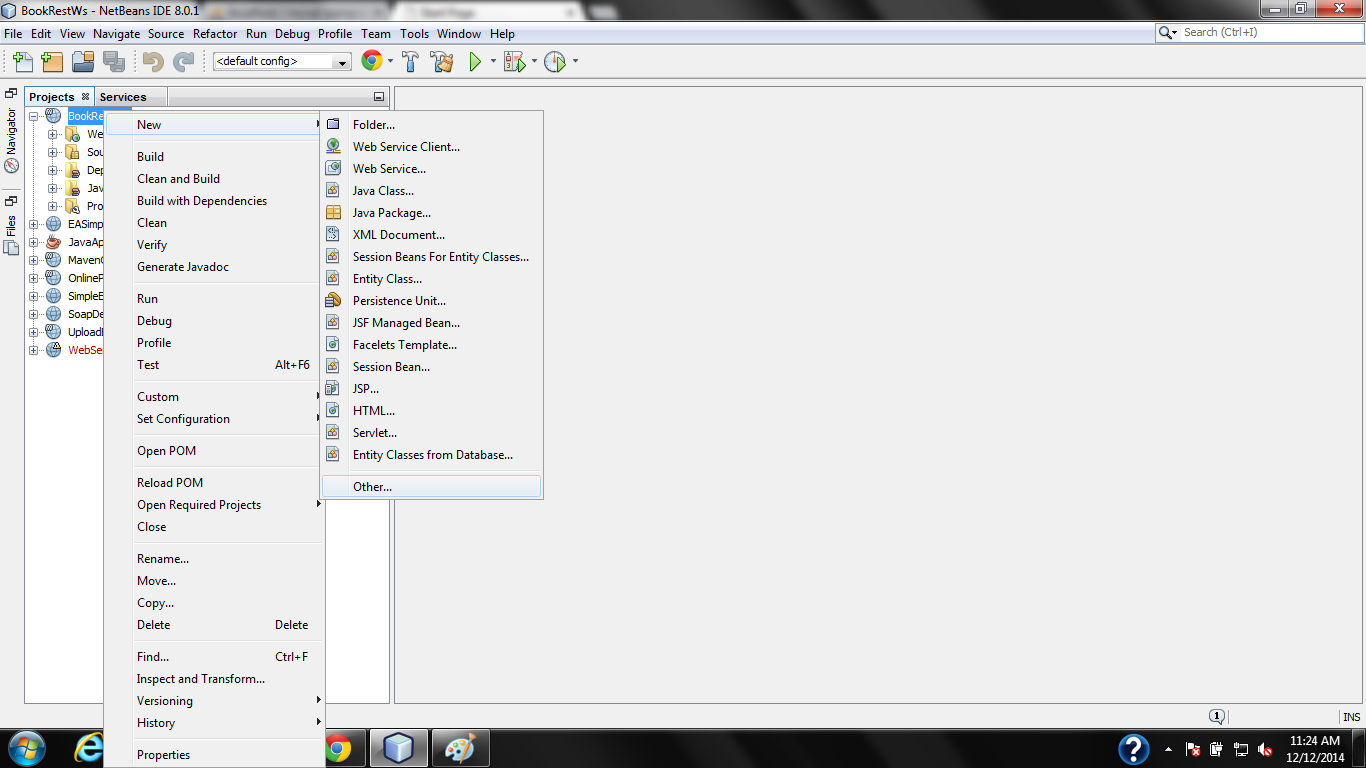 BookRestWs - NetBeans IDE 8.0.1
Start Page
File Edit View Navigate Source Refactor Run Debug Profile Team Tools Window Help
Search (Ctrl+I)
<default config>
Projects
Services
Navigator
Files
BookRe
We
Sou
Dep
Jav
Pro
EASimp
JavaAp
MavenC
OnlineP
SimpleE
SoapDe
Upload
WebSe
New
Build
Clean and Build
Build with Dependencies
Clean
Verify
Generate Javadoc
Run
Debug
Profile
Test Alt+F6
Custom
Set Configuration
Open POM
Reload POM
Open Required Projects
Close
Rename...
Move...
Copy...
Delete Delete
Find... Ctrl+F
Inspect and Transform...
Versioning
History
Properties
Folder...
Web Service Client...
Web Service...
Java Class...
Java Package...
XML Document...
Session Beans For Entity Classes...
Entity Class...
Persistence Unit...
JSF Managed Bean...
Facelets Template...
Session Bean...
JSP...
HTML...
Servlet...
Entity Classes from Database...
Other...
1
INS
11:24 AM
12/12/2014